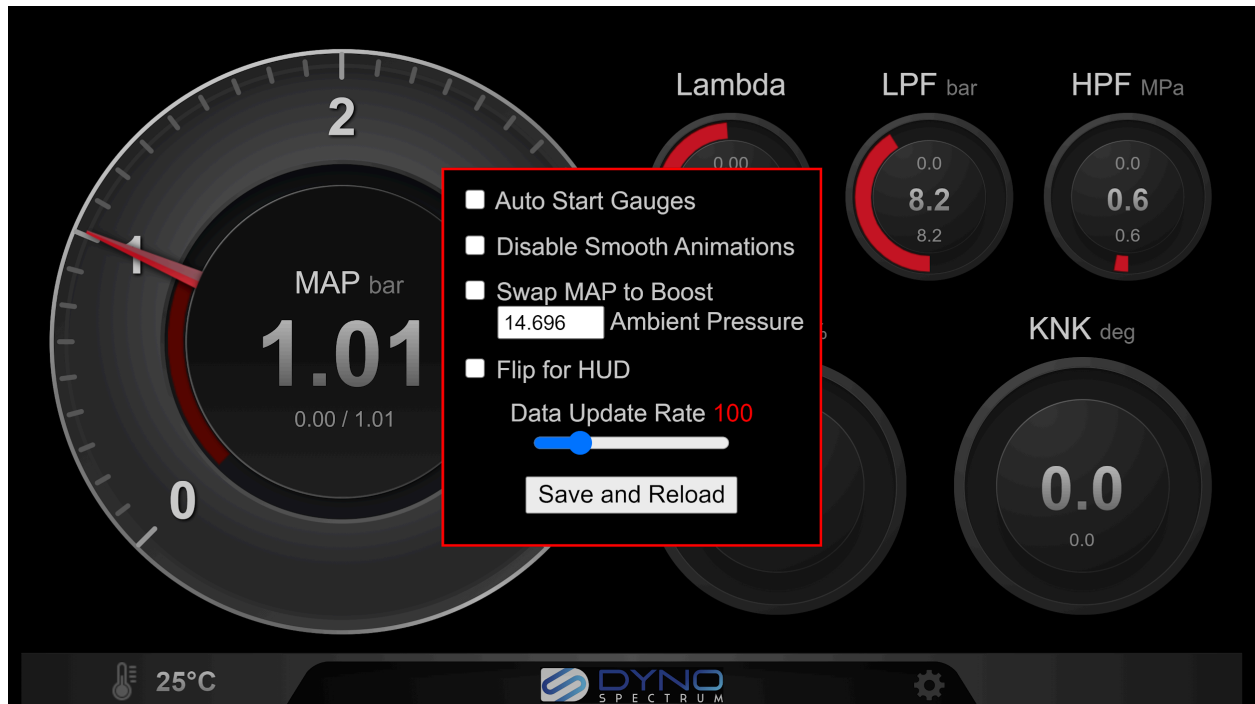 Lambda
LPF bar
HPF MPa
2
0.00
0.0
8.2
8.2
0.0
0.6
0.6
1
MAP bar
1.01
0.00 / 1.01
0
Auto Start Gauges
Disable Smooth Animations
Swap MAP to Boost
14.696 Ambient Pressure
Flip for HUD
Data Update Rate 100
Save and Reload
KNK deg
0.0
0.0
25°C
DYNO
SPECTRUM